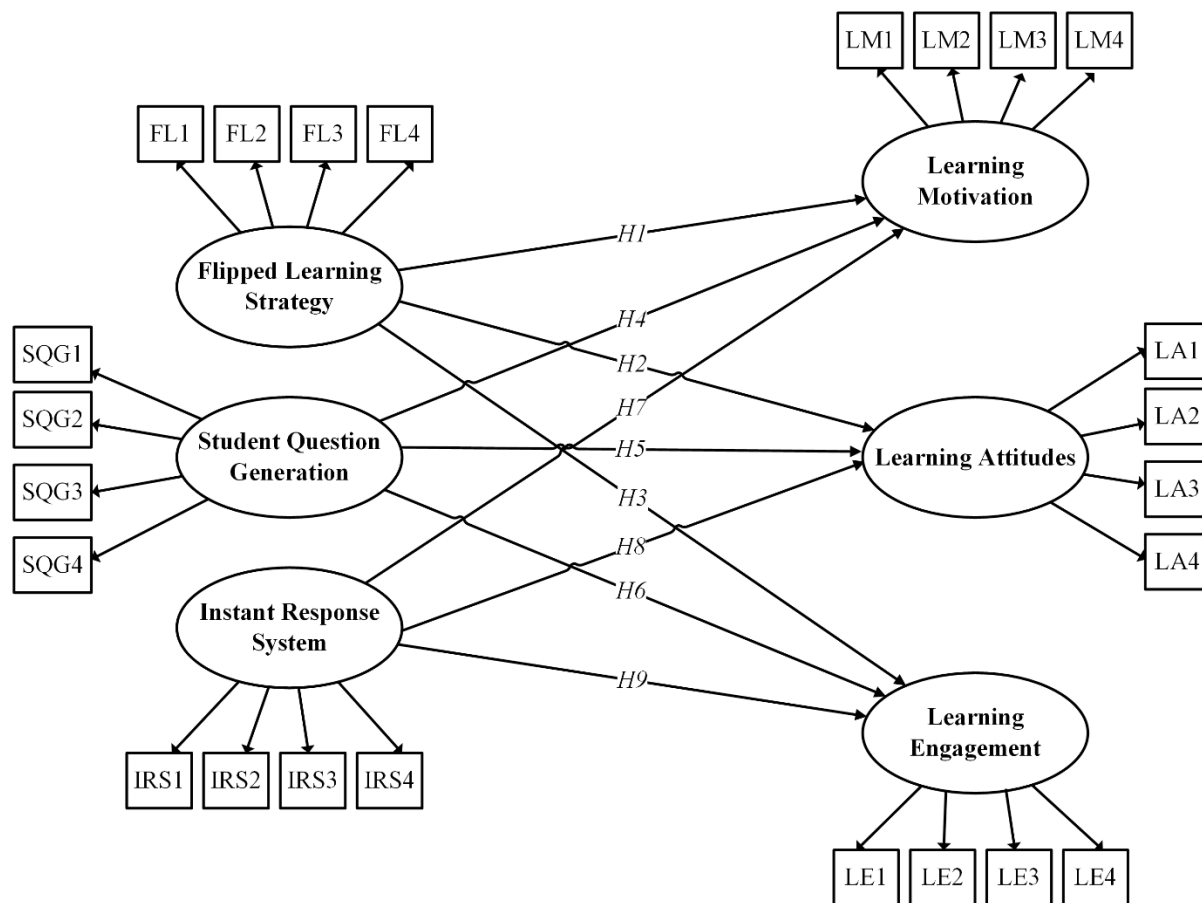 LM1 LM2 LM3 LM4
FL1 FL2 FL3 FL4
Learning
Motivation
Flipped Learning
Strategy
H1
H4
H2
H7
H5
H3
H8
H6
H9
SQG1
SQG2
SQG3
SQG4
Student Question
Generation
Learning Attitudes
LA1
LA2
LA3
LA4
Instant Response
System
IRS1 IRS2 IRS3 IRS4
Learning
Engagement
LE1 LE2 LE3 LE4